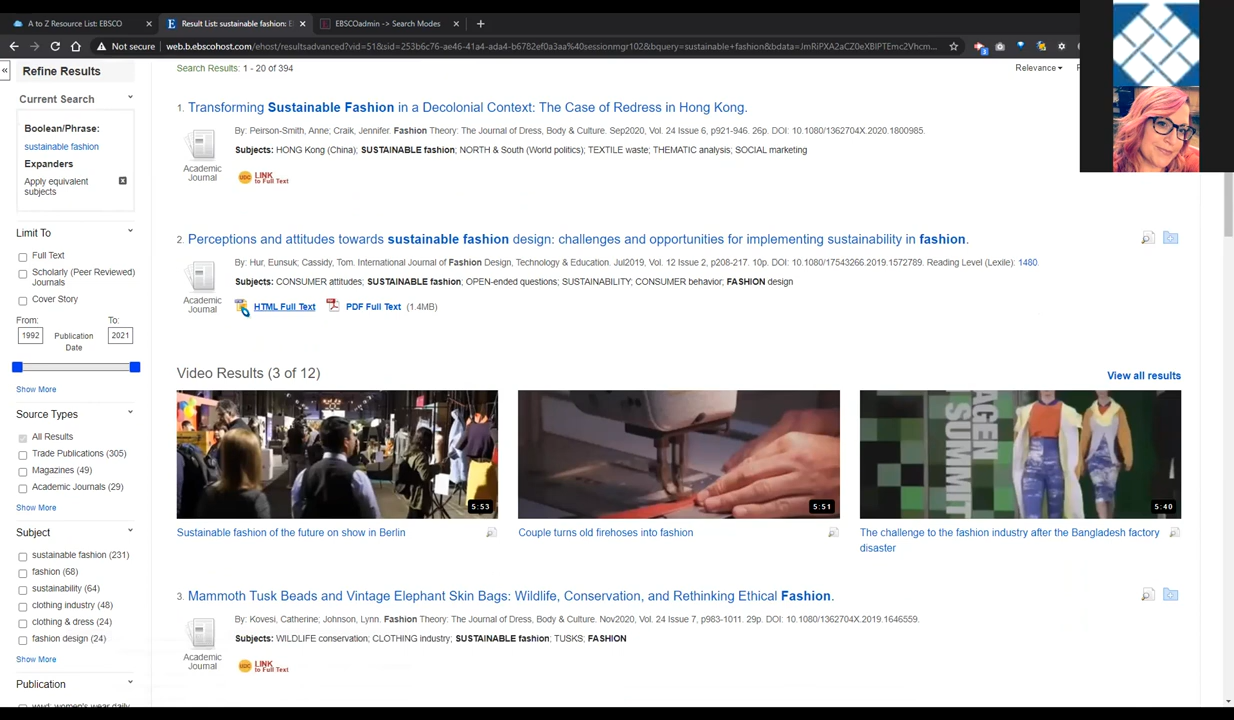 A to Z Resource List: EBSCO
Result List: sustainable fashion: E
EBSCOadmin -> Search Modes
Not secure
web.b.ebscohost.com/ehost/resultsadvanced?vid=51&sid=253b6c76-ae46-41a4-ada4-b6782ef0a3aa%40sessionmgr102&bquery=sustainable+fashion&bdata=JmRiPXA2aCZ0eXBlPTEmc2Vhcm...
Refine Results
Current Search
Boolean/Phrase:
sustainable fashion
Expanders
Apply equivalent
subjects
Limit To
Full Text
Scholarly (Peer Reviewed)
Journals
Cover Story
From:
To:
1992
Publication
Date
2021
Show More
Source Types
All Results
Trade Publications (305)
Magazines (49)
Academic Journals (29)
Show More
Subject
sustainable fashion (231)
fashion (68)
sustainability (64)
clothing industry (48)
clothing & dress (24)
fashion design (24)
Show More
Publication
wwd: women's wear daily
Search Results: 1 - 20 of 394
Relevance
1. Transforming Sustainable Fashion in a Decolonial Context: The Case of Redress in Hong Kong.
By: Peirson-Smith, Anne; Craik, Jennifer. Fashion Theory: The Journal of Dress, Body & Culture. Sep2020, Vol. 24 Issue 6, p921-946. 26p. DOI: 10.1080/1362704X.2020.1800985.
Subjects: HONG Kong (China); SUSTAINABLE fashion; NORTH & South (World politics); TEXTILE waste; THEMATIC analysis; SOCIAL marketing
Academic
Journal
UDC LINK
to Full Text
2. Perceptions and attitudes towards sustainable fashion design: challenges and opportunities for implementing sustainability in fashion.
By: Hur, Eunsuk; Cassidy, Tom. International Journal of Fashion Design, Technology & Education. Jul2019, Vol. 12 Issue 2, p208-217. 10p. DOI: 10.1080/17543266.2019.1572789. Reading Level (Lexile): 1480.
Subjects: CONSUMER attitudes; SUSTAINABLE fashion; OPEN-ended questions; SUSTAINABILITY; CONSUMER behavior; FASHION design
Academic
Journal
HTML Full Text
PDF Full Text (1.4MB)
Video Results (3 of 12)
View all results
5:53
5:51
AGEN
SUMMIT
5:40
Sustainable fashion of the future on show in Berlin
Couple turns old firehoses into fashion
The challenge to the fashion industry after the Bangladesh factory
disaster
3. Mammoth Tusk Beads and Vintage Elephant Skin Bags: Wildlife, Conservation, and Rethinking Ethical Fashion.
By: Kovesi, Catherine; Johnson, Lynn. Fashion Theory: The Journal of Dress, Body & Culture. Nov2020, Vol. 24 Issue 7, p983-1011. 29p. DOI: 10.1080/1362704X.2019.1646559.
Subjects: WILDLIFE conservation; CLOTHING industry; SUSTAINABLE fashion; TUSKS; FASHION
Academic
Journal
UDC LINK
to Full Text